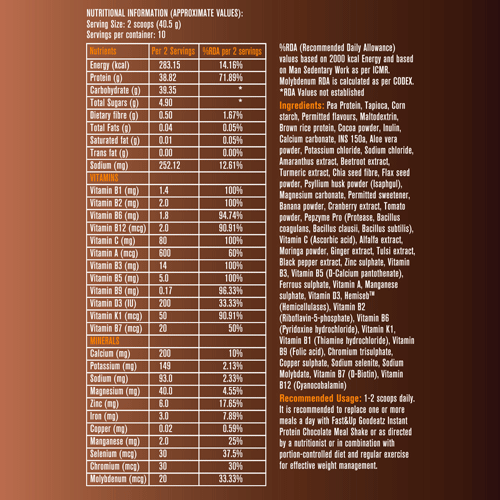 NUTRITIONAL INFORMATION (APPROXIMATE VALUES):
Serving Size: 2 scoops (40.5 g)
Servings per container: 10
Nutrients Per 2 Servings %RDA per 2 servings
Energy (kcal) 283.15 14.16%
Protein (g) 38.82 71.89%
Carbohydrate (g) 39.35 *
Total Sugars (g) 4.90 *
Dietary fibre (g) 0.50 1.67%
Total Fats (g) 0.04 0.05%
Saturated fat (g) 0.01 0.05%
Trans fat (g) 0.00 0.00%
Sodium (mg) 252.12 12.61%
VITAMINS
Vitamin B1 (mg) 1.4 100%
Vitamin B2 (mg) 2.0 100%
Vitamin B6 (mg) 1.8 94.74%
Vitamin B12 (mcg) 2.0 90.91%
Vitamin C (mg) 80 100%
Vitamin A (mcg) 600 60%
Vitamin B3 (mg) 14 100%
Vitamin B5 (mg) 5.0 100%
Vitamin B9 (mg) 0.17 96.33%
Vitamin D3 (IU) 200 33.33%
Vitamin K1 (mcg) 50 90.91%
Vitamin B7 (mcg) 20 50%
MINERALS
Calcium (mg) 200 10%
Potassium (mg) 149 2.13%
Sodium (mg) 93.0 2.33%
Magnesium (mg) 40.0 4.55%
Zinc (mg) 6.0 17.65%
Iron (mg) 3.0 7.89%
Copper (mg) 0.02 0.59%
Manganese (mg) 2.0 25%
Selenium (mcg) 30 37.5%
Chromium (mcg) 30 30%
Molybdenum (mcg) 20 33.33%
%RDA (Recommended Daily Allowance)
values based on 2000 kcal Energy and based
on Man Sedentary Work as per ICMR.
Molybdenum RDA is calculated as per CODEX.
*RDA Values not established
Ingredients: Pea Protein, Tapioca, Corn
starch, Permitted flavours, Maltodextrin,
Brown rice protein, Cocoa powder, Inulin,
Calcium carbonate, INS 150a, Aloe vera
powder, Potassium chloride, Sodium chloride,
Amaranthus extract, Beetroot extract,
Turmeric extract, Chia seed fibre, Flax seed
powder, Psyllium husk powder (Isaphgul),
Magnesium carbonate, Permitted sweetener,
Banana powder, Cranberry extract, Tomato
powder, Pepzyme Pro (Protease, Bacillus
coagulans, Bacillus clausii, Bacillus subtilis),
Vitamin C (Ascorbic acid), Alfalfa extract,
Moringa powder, Ginger extract, Tulsi extract,
Black pepper extract, Zinc sulphate, Vitamin
B3, Vitamin B5 (D-Calcium pantothenate),
Ferrous sulphate, Vitamin A, Manganese
sulphate, Vitamin D3, Hemiseb™
(Hemicellulases), Vitamin B2
(Riboflavin-5-phosphate), Vitamin B6
(Pyridoxine hydrochloride), Vitamin K1,
Vitamin B1 (Thiamine hydrochloride), Vitamin
B9 (Folic acid), Chromium trisulphate,
Copper sulphate, Sodium selenite, Sodium
Molybdate, Vitamin B7 (D-Biotin), Vitamin
B12 (Cyanocobalamin)
Recommended Usage: 1-2 scoops daily.
It is recommended to replace one or more
meals a day with Fast&Up Goodeatz Instant
Protein Chocolate Meal Shake or as directed
by a nutritionist or in combination with
portion-controlled diet and regular exercise
for effective weight management.